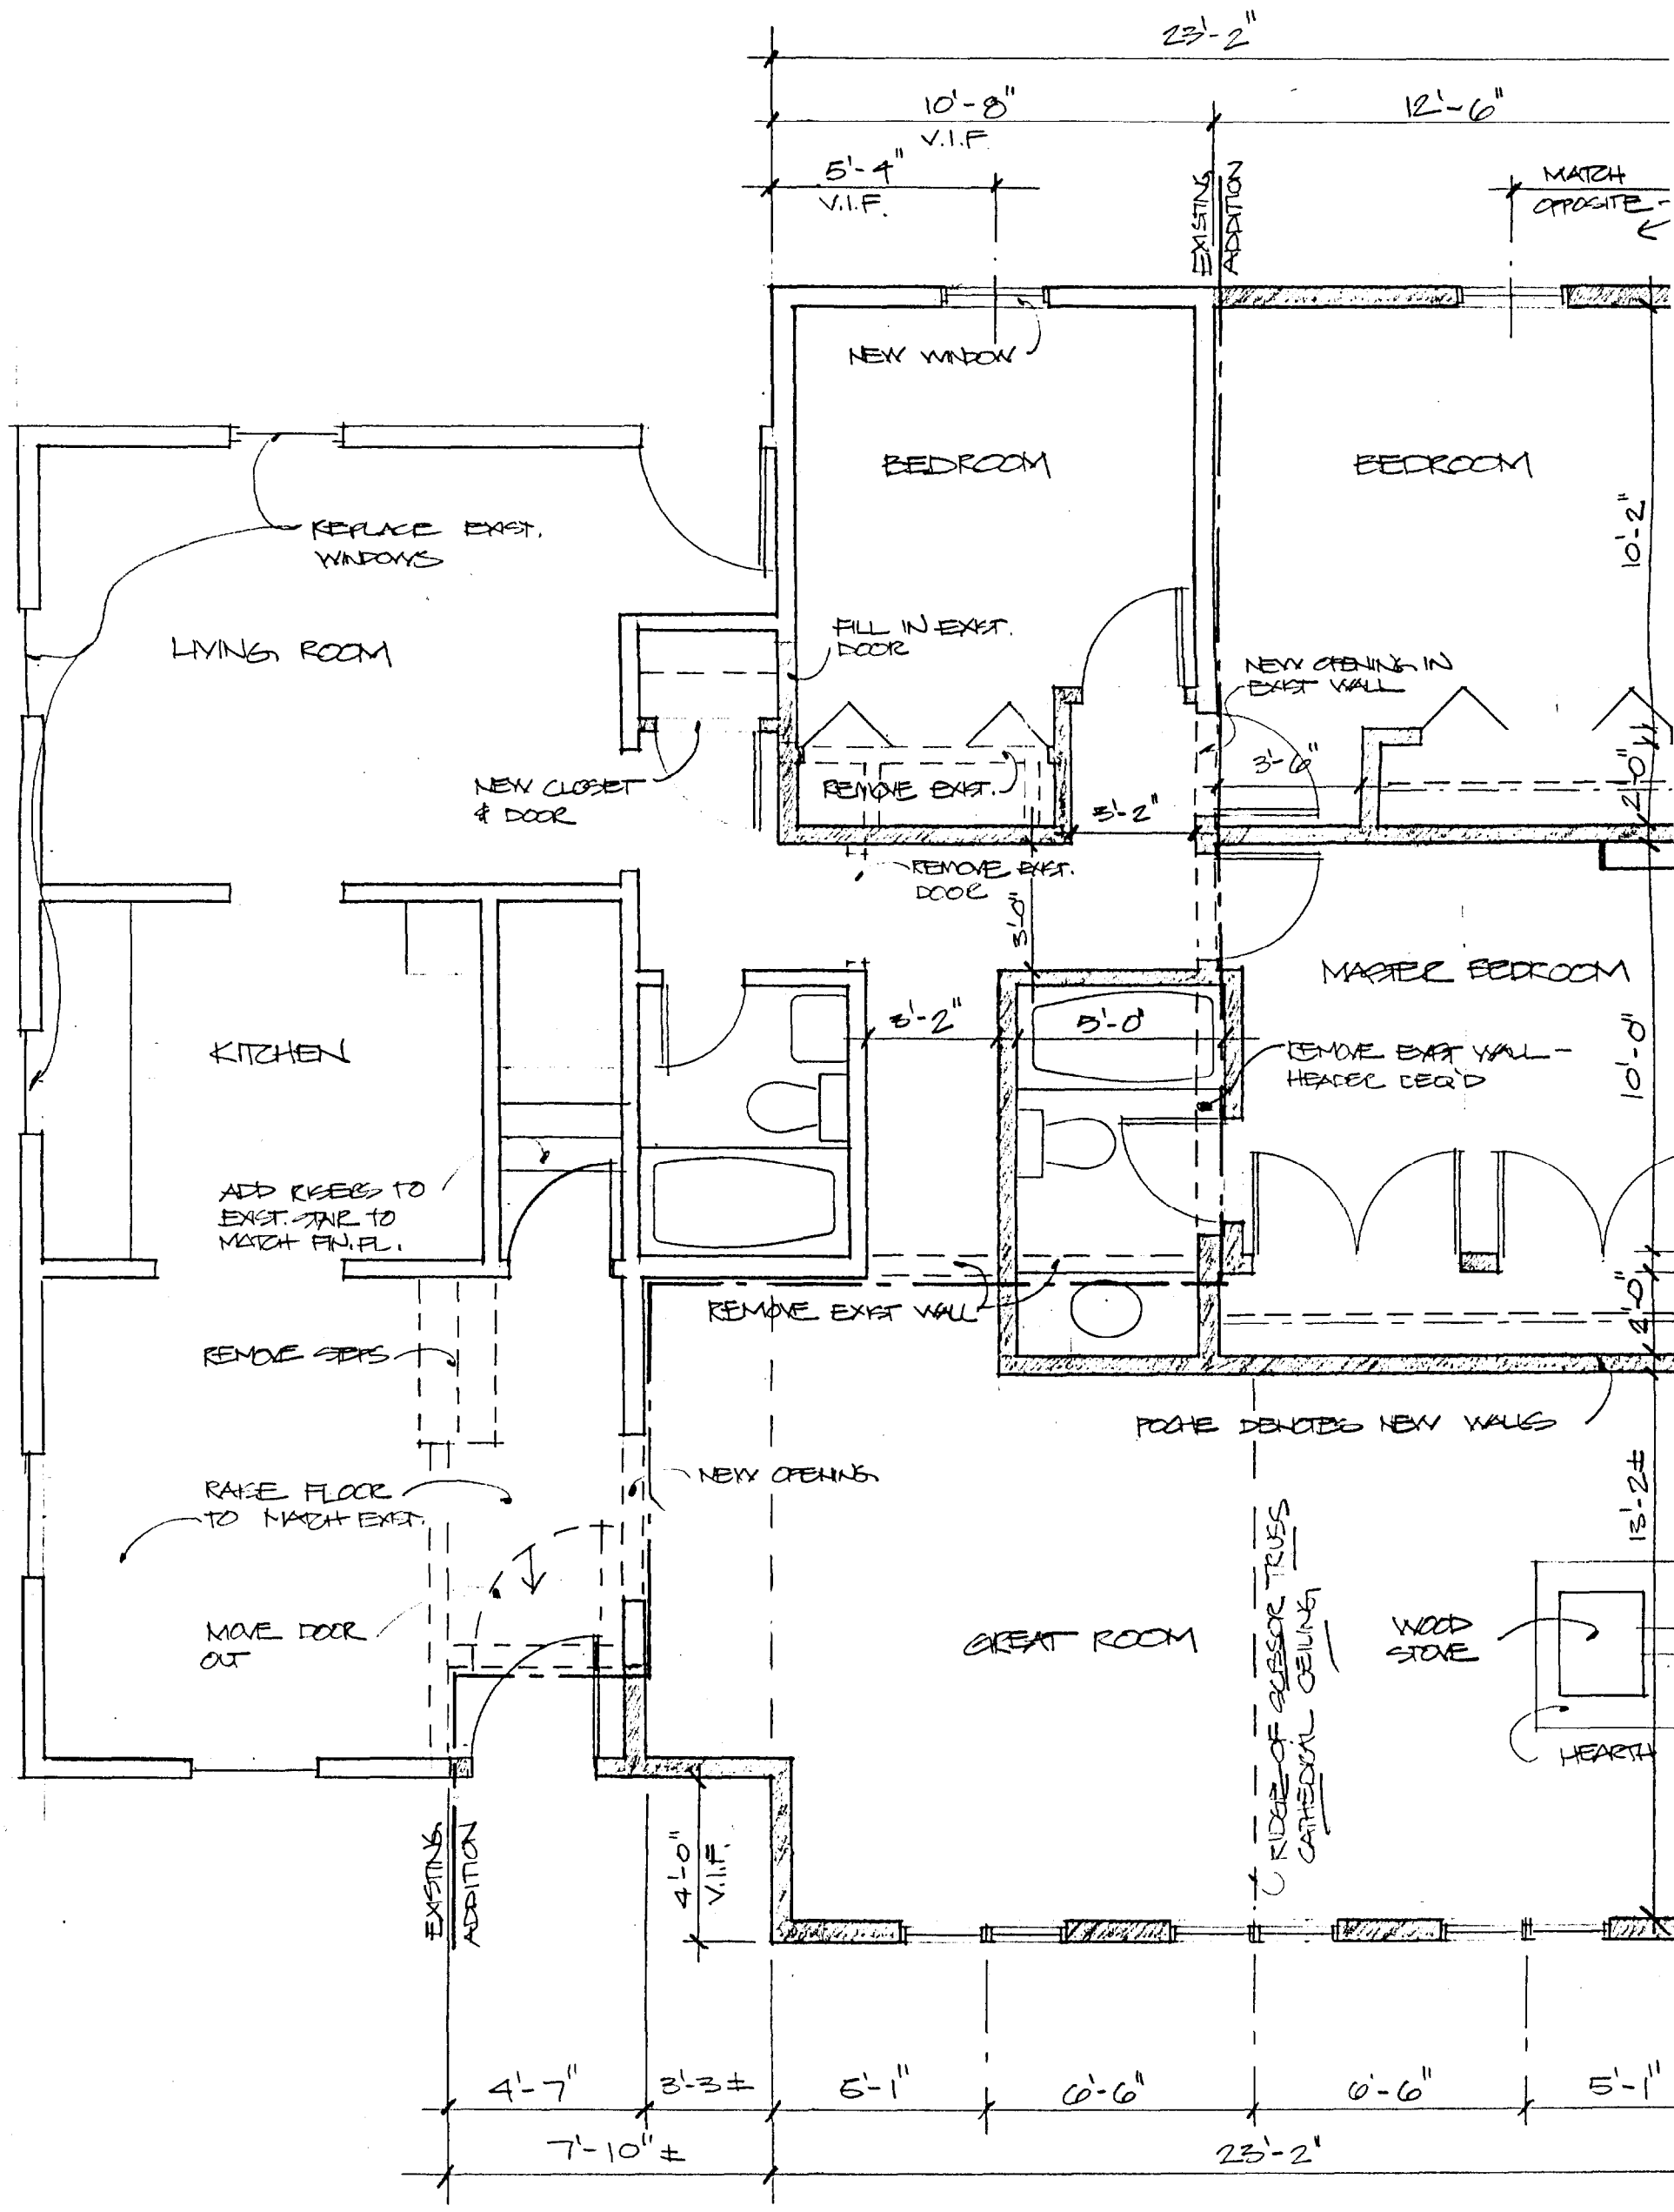 23'-2"
10'-8"
V.I.F.
12'-6"
5'-4"
V.I.F.
EXISTING
ADDITION
MATCH
OPPOSITE -
NEW WINDOW
BEDROOM
BEDROOM
REPLACE EXIST.
WINDOWS
10'-2"
LIVING ROOM
FILL IN EXIST.
DOOR
NEW OPENING IN
EXIST WALL
NEW CLOSET
& DOOR
REMOVE EXIST.
3'-6"
2'-0"
3'-2"
REMOVE EXIST.
DOOR
3'-0"
MASTER BEDROOM
KITCHEN
3'-2"
5'-0"
REMOVE EXIST WALL -
HEADER REQ'D
10'-0"
ADD RISERS TO
EXIST. STAIR TO
MATCH FIN. FL.
REMOVE EXIST WALL
2'-0"
REMOVE STEPS
POCHE DENOTES NEW WALLS
RAISE FLOOR
TO MATCH EXIST.
NEW OPENING
13'-2±
MOVE DOOR
OUT
GREAT ROOM
RIDGE OF SCISSOR TRUSS
CATHEDRAL CEILING
WOOD
STOVE
HEARTH
EXISTING
ADDITION
4'-0"
V.I.F.
4'-7"
3'-3±
5'-1"
6'-6"
6'-6"
5'-1"
7'-10"±
23'-2"